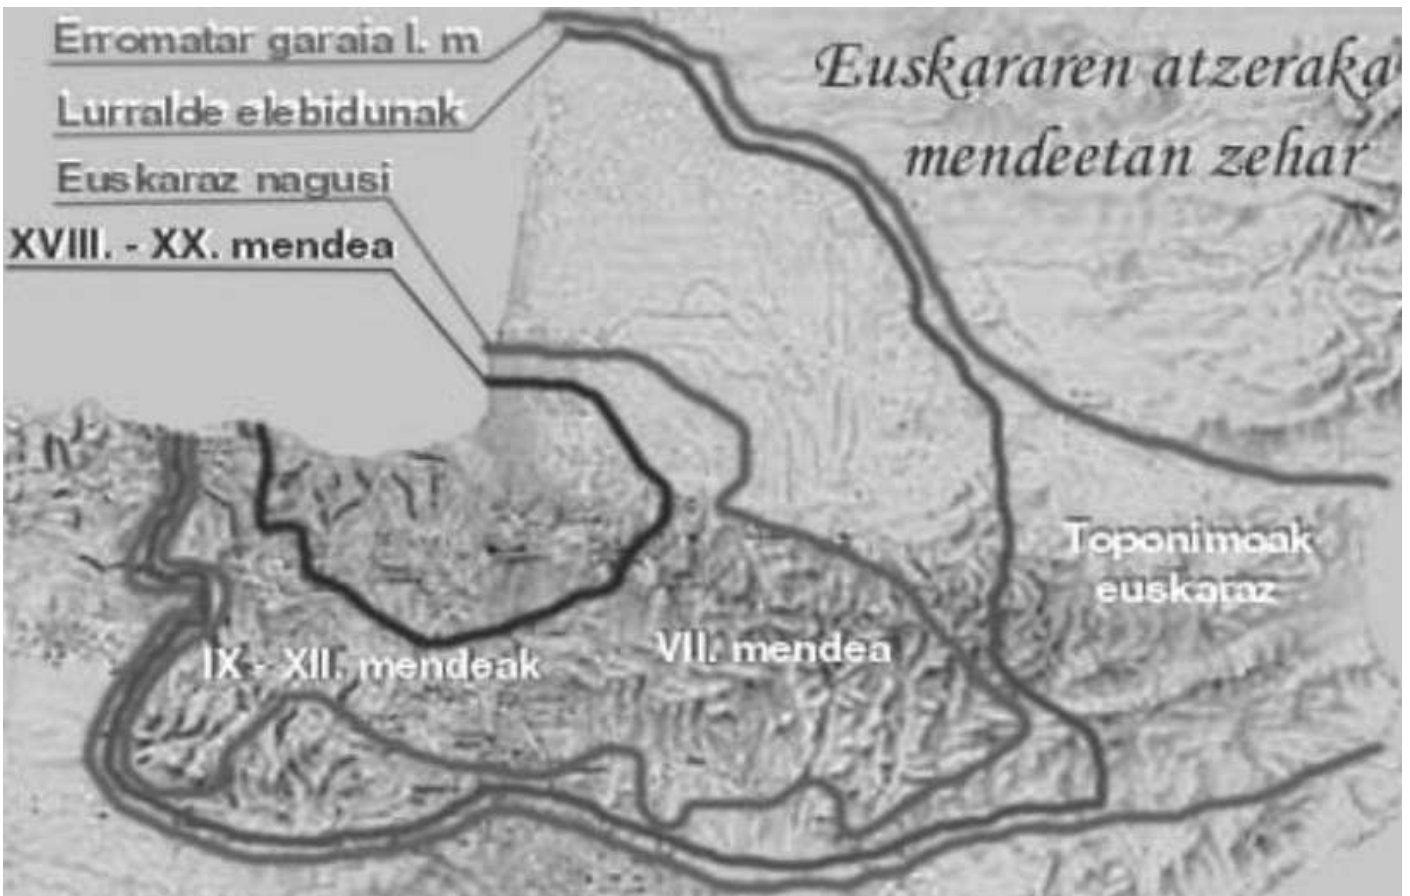 Erromatar garaia I. m
Lurralde elebidunak
Euskaraz nagusi
XVIII. - XX. mendea
Euskararen atzeraka
mendeetan zehar
Toponimoak
euskaraz
VII. mendea
IX - XII. mendeak